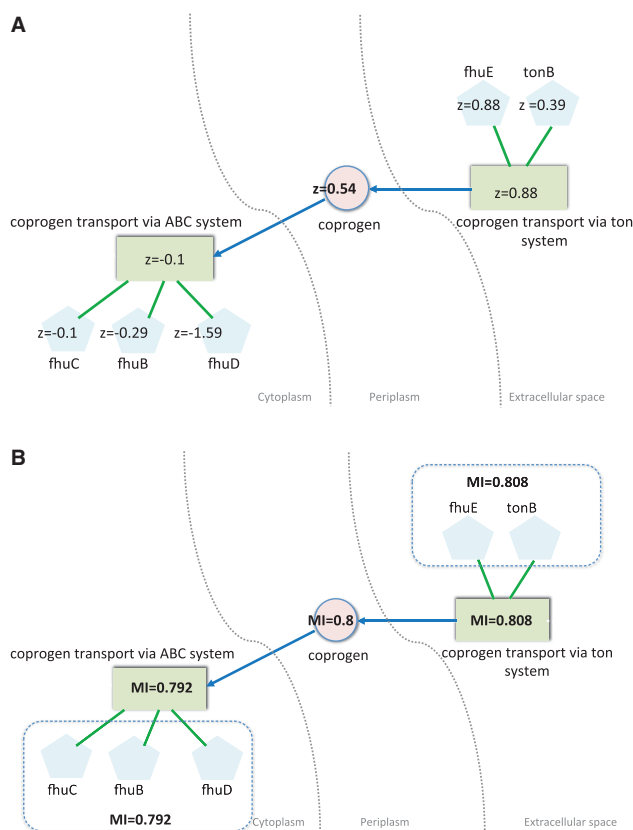 A
fhuE tonB
z=0.88 z =0.39
z=0.54
z=0.88
coprogen
coprogen transport via ABC system
coprogen transport via ton
system
z=-0.1
z=-0.1 z=-0.29 z=-1.59
fhuC fhuB fhuD
Cytoplasm Periplasm Extracellular space
B
MI=0.808
fhuE tonB
MI=0.8
MI=0.808
coprogen
coprogen transport via ABC system
coprogen transport via ton
system
MI=0.792
fhuC fhuB fhuD
MI=0.792
Cytoplasm Periplasm Extracellular space